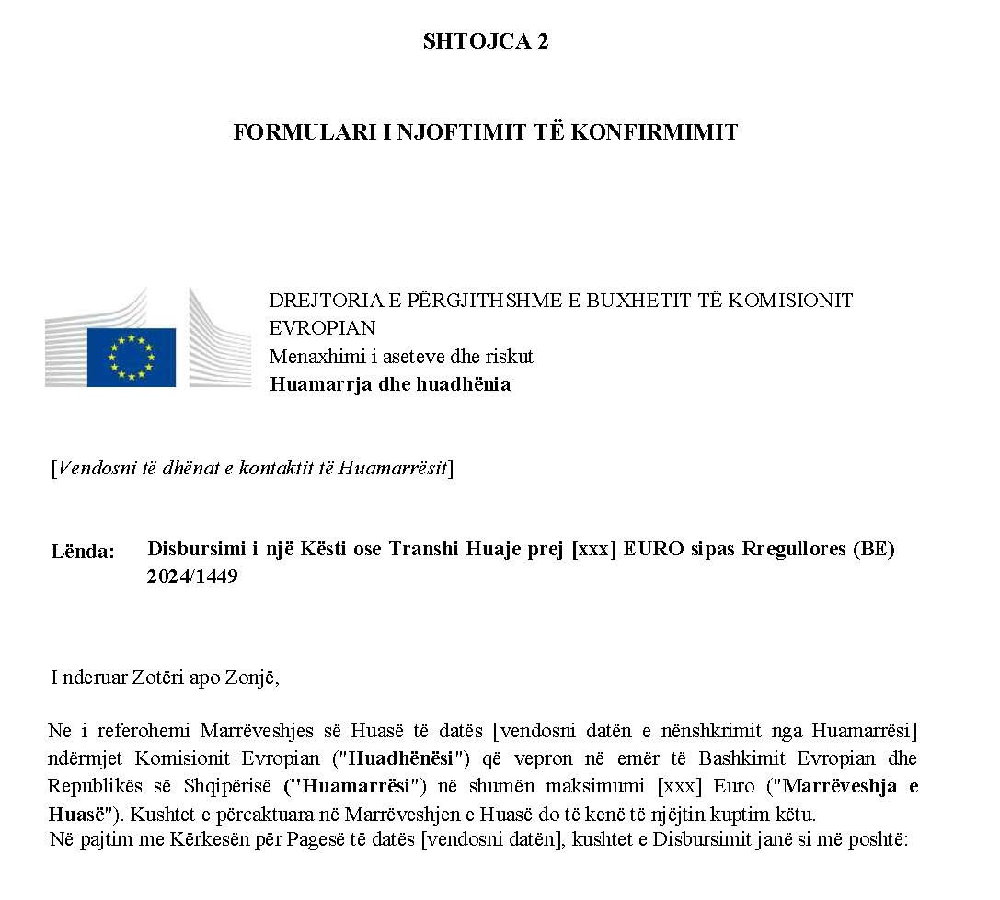 SHTOJCA 2
FORMULARI I NJOFTIMIT TË KONFIRMIMIT
DREJTORIA E PËRGJITHSHME E BUXHETIT TË KOMISIONIT
EVROPIAN
Menaxhimi i aseteve dhe riskut
Huamarrja dhe huadhënia
[Vendosni të dhënat e kontaktit të Huamarrësit]
Lënda: Disbursimi i një Kësti ose Transhi Huaje prej [xxx] EURO sipas Rregullores (BE)
2024/1449
I nderuar Zotëri apo Zonjë,
Ne i referohemi Marrëveshjes së Huasë të datës [vendosni datën e nënshkrimit nga Huamarrësi]
ndërmjet Komisionit Evropian ("Huadhënësi") që vepron në emër të Bashkimit Evropian dhe
Republikës së Shqipërisë (''Huamarrësi") në shumën maksimumi [xxx] Euro ("Marrëveshja e
Huasë"). Kushtet e përcaktuara në Marrëveshjen e Huasë do të kenë të njëjtin kuptim këtu.
Në pajtim me Kërkesën për Pagesë të datës [vendosni datën], kushtet e Disbursimit janë si më poshtë: